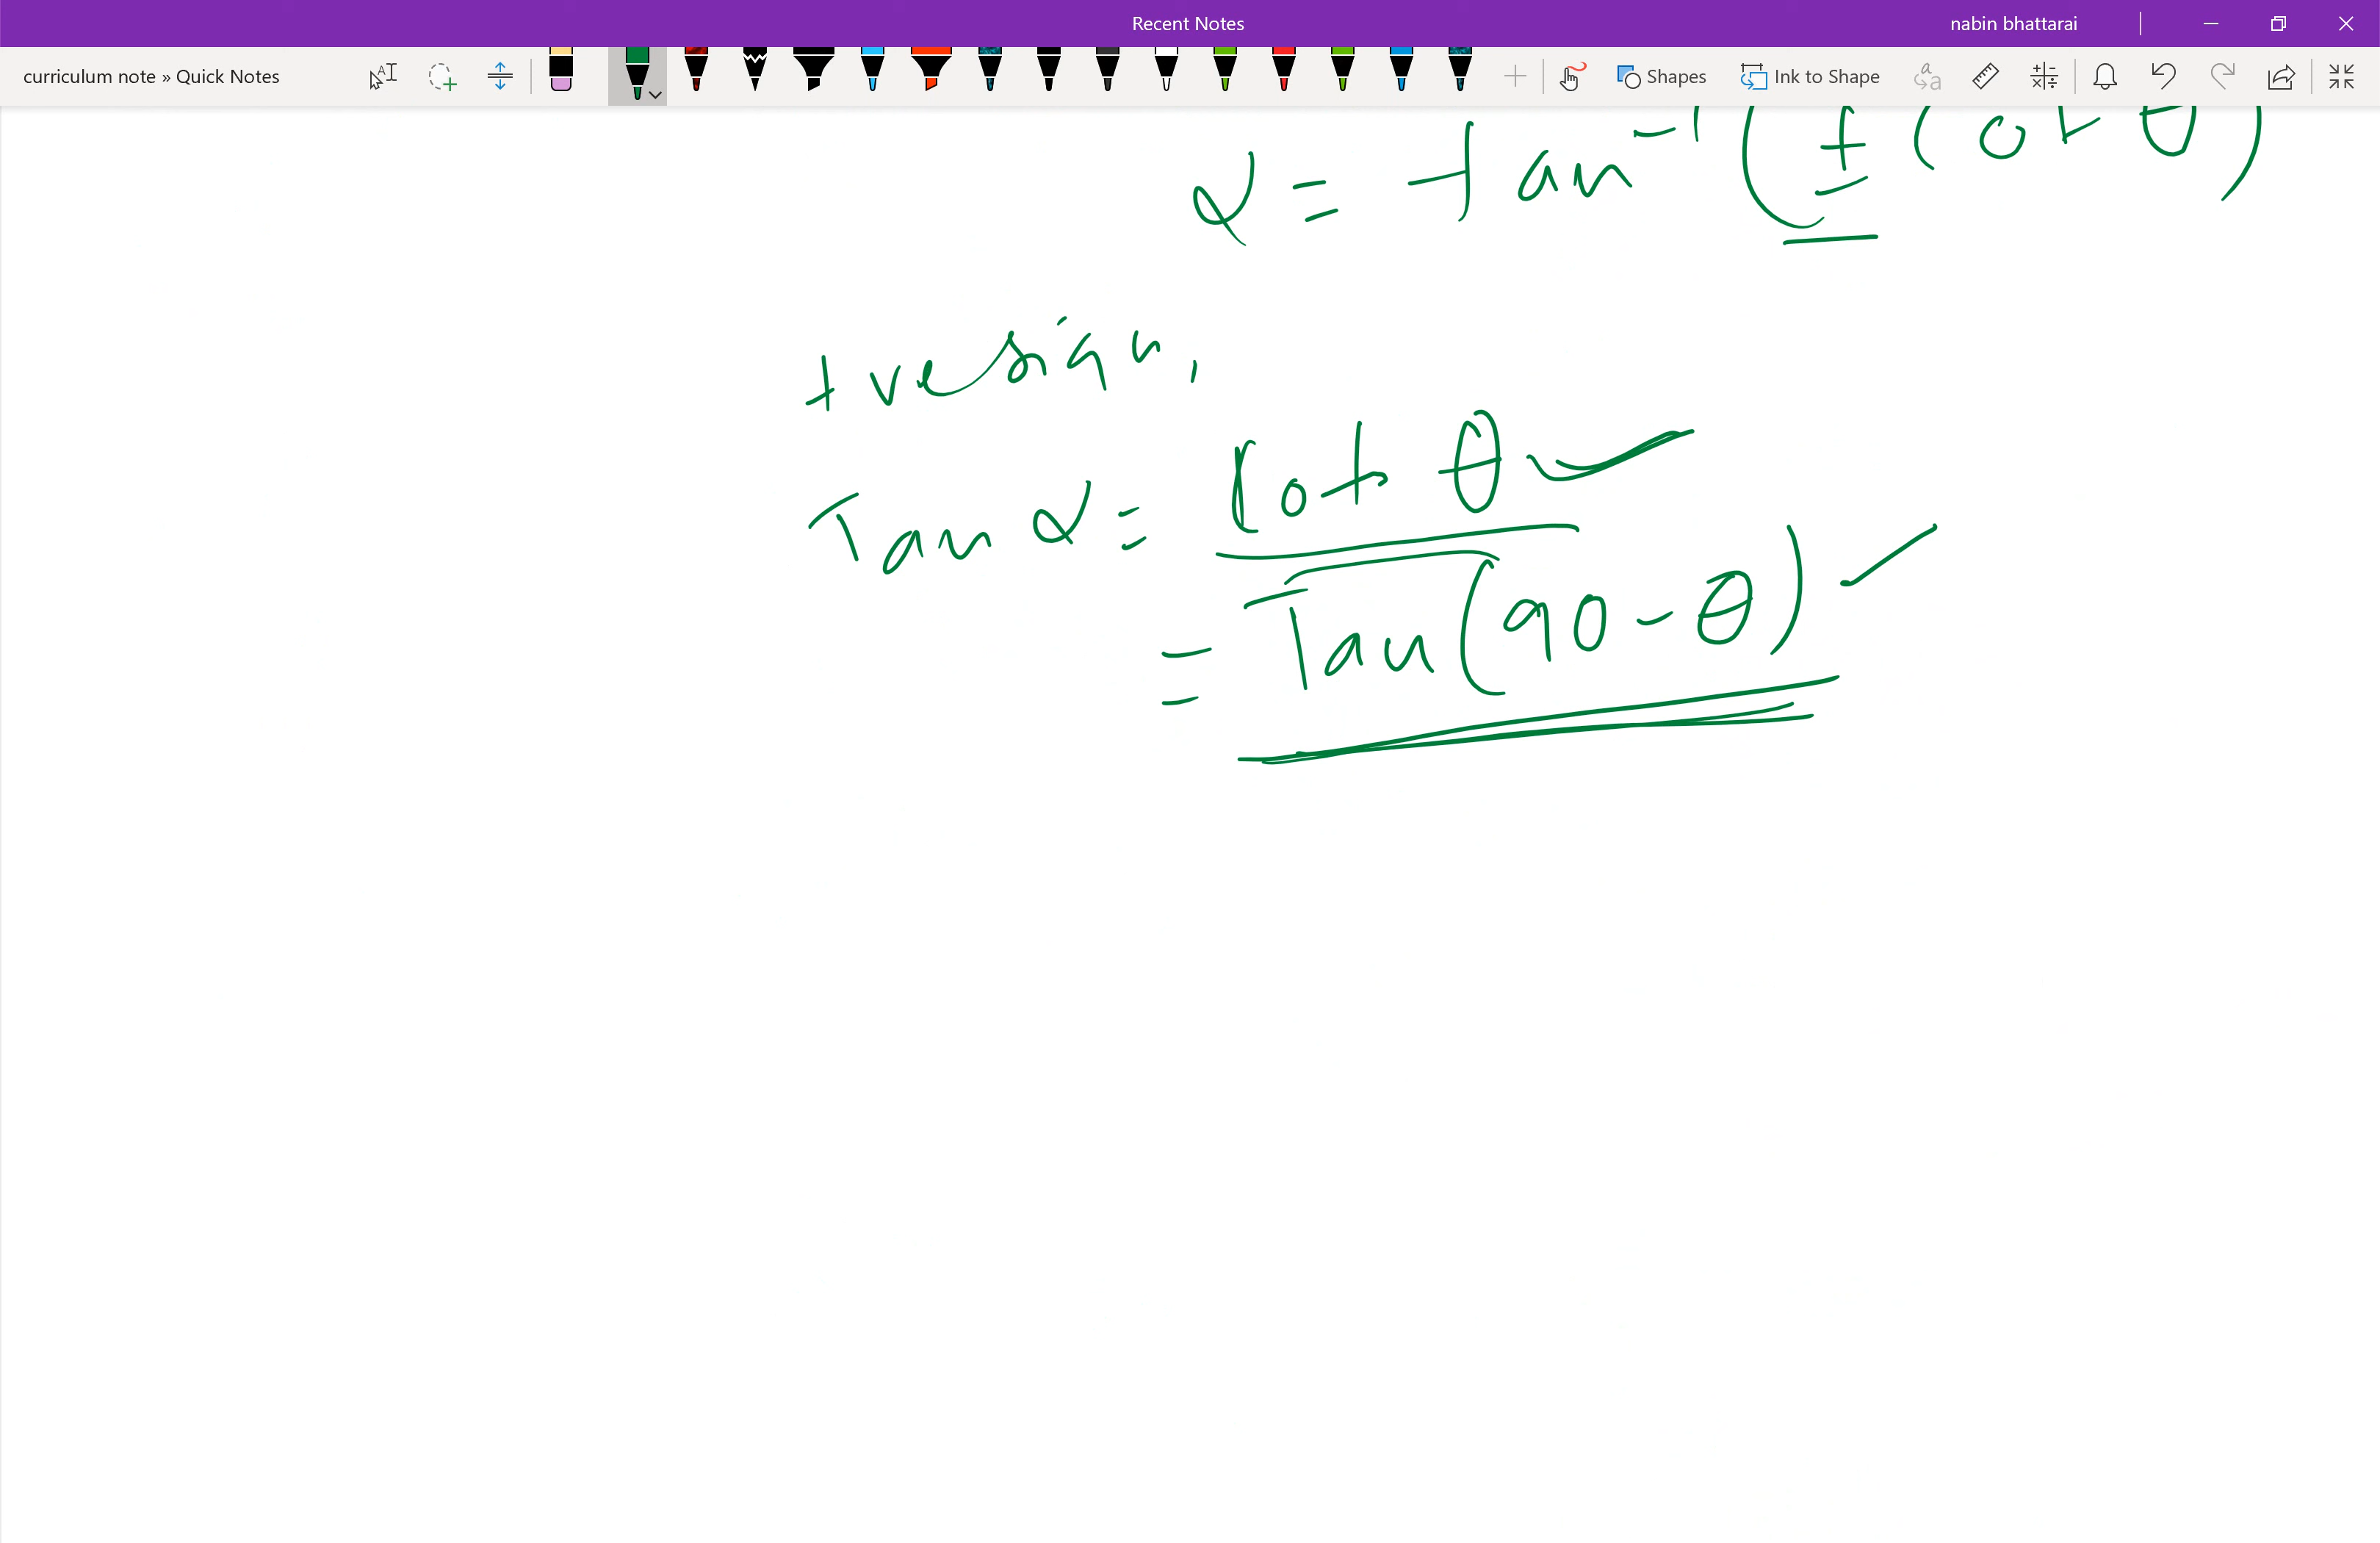 Recent Notes
nabin bhattarai
curriculum note » Quick Notes
Shapes
Ink to Shape
α = tan⁻¹(± Cot θ)
+ve sign,
Tan α = Cot θ
= Tan(90-θ)